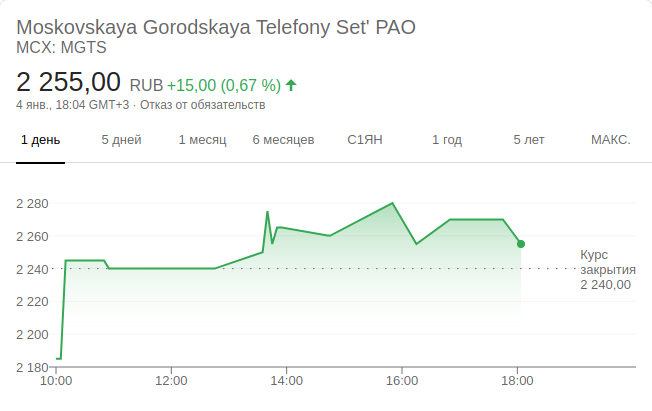 Moskovskaya Gorodskaya Telefony Set' PAO
MCX: MGTS
2 255,00 RUB +15,00 (0,67 %)
4 янв., 18:04 GMT+3 · Отказ от обязательств
1 день 5 дней 1 месяц 6 месяцев С1ЯН 1 год 5 лет МАКС.
2 280
2 260
2 240
2 220
2 200
2 180
Курс
закрытия
2 240,00
10:00 12:00 14:00 16:00 18:00